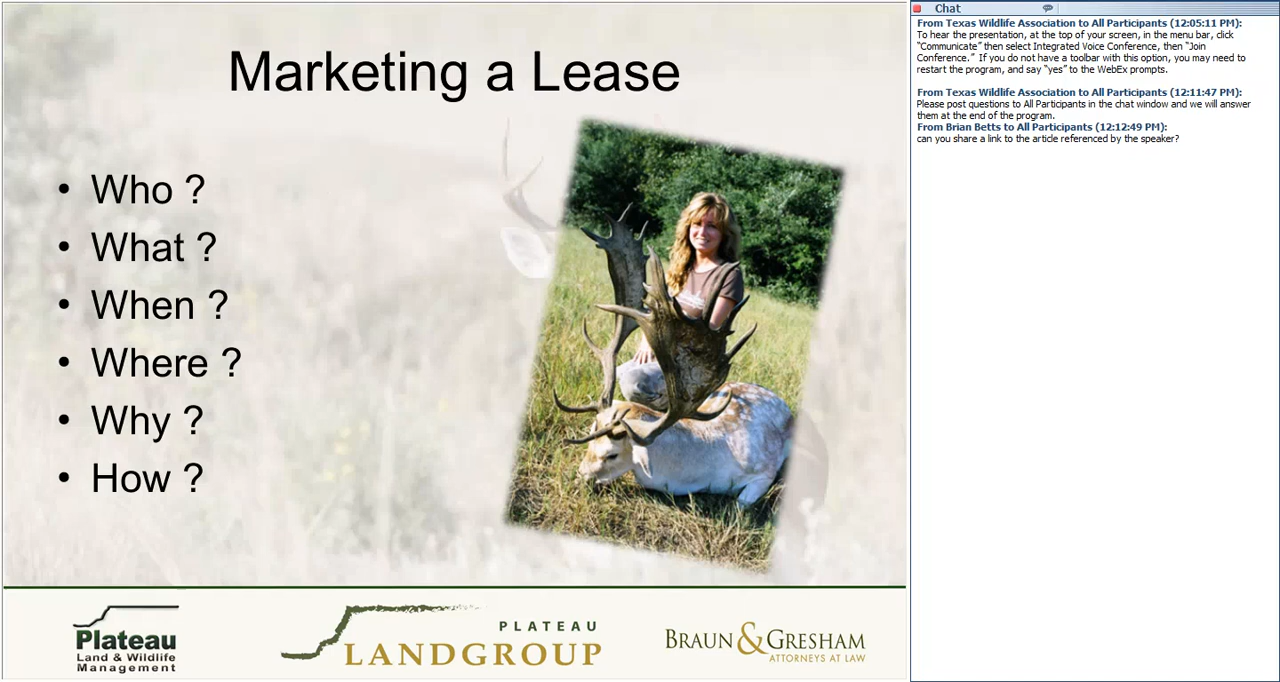 Marketing a Lease
• Who ?
• What ?
• When ?
• Where ?
• Why ?
• How ?
Plateau
Land & Wildlife
Management
PLATEAU
LANDGROUP
BRAUN & GRESHAM
ATTORNEYS AT LAW
Chat
From Texas Wildlife Association to All Participants (12:05:11 PM):
To hear the presentation, at the top of your screen, in the menu bar, click
“Communicate” then select Integrated Voice Conference, then “Join
Conference.” If you do not have a toolbar with this option, you may need to
restart the program, and say “yes” to the WebEx prompts.
From Texas Wildlife Association to All Participants (12:11:47 PM):
Please post questions to All Participants in the chat window and we will answer
them at the end of the program.
From Brian Betts to All Participants (12:12:49 PM):
can you share a link to the article referenced by the speaker?